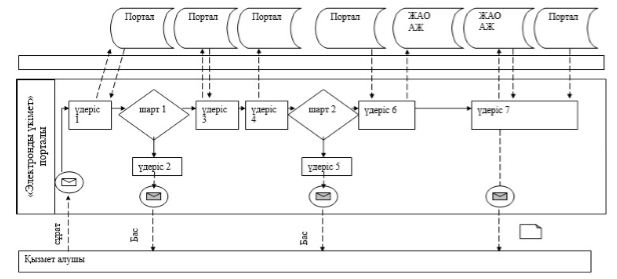 Портал
Портал
Портал
Портал
ЖАО
АЖ
ЖАО
АЖ
Портал
«Электронды үкімет»
порталы
үдеріс
1
шарт 1
үдеріс
3
үдеріс
4
шарт 2
үдеріс 6
үдеріс 7
үдеріс 2
үдеріс 5
сұрат
Бас
Бас
Қызмет алушы